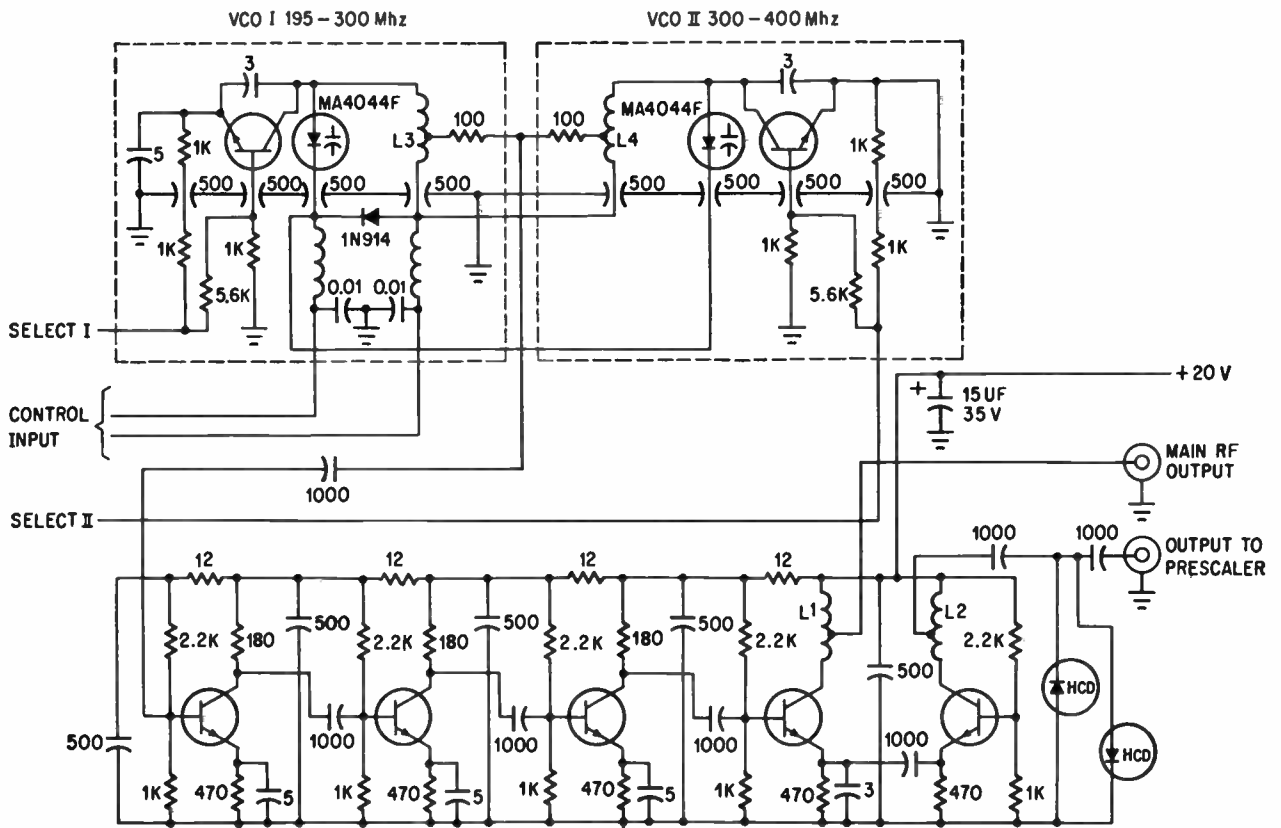 VCO I 195-300 Mhz
VCO II 300-400 Mhz
3
3
MA4044F
MA4044F
L3
100
100
L4
5
1K
1K
500
500
500
500
500
500
500
500
1K
1K
1N914
1K
1K
5.6K
0.01
0.01
5.6K
SELECT I
CONTROL
INPUT
+20 V
+
15UF
35V
MAIN RF
OUTPUT
1000
SELECT II
1000
1000
OUTPUT TO
PRESCALER
12
12
12
12
L1
L2
2.2K
180
500
2.2K
180
500
2.2K
180
500
2.2K
500
2.2K
HCD
HCD
500
1000
1000
1000
1000
1K
470
5
1K
470
5
1K
470
5
1K
470
3
470
1K